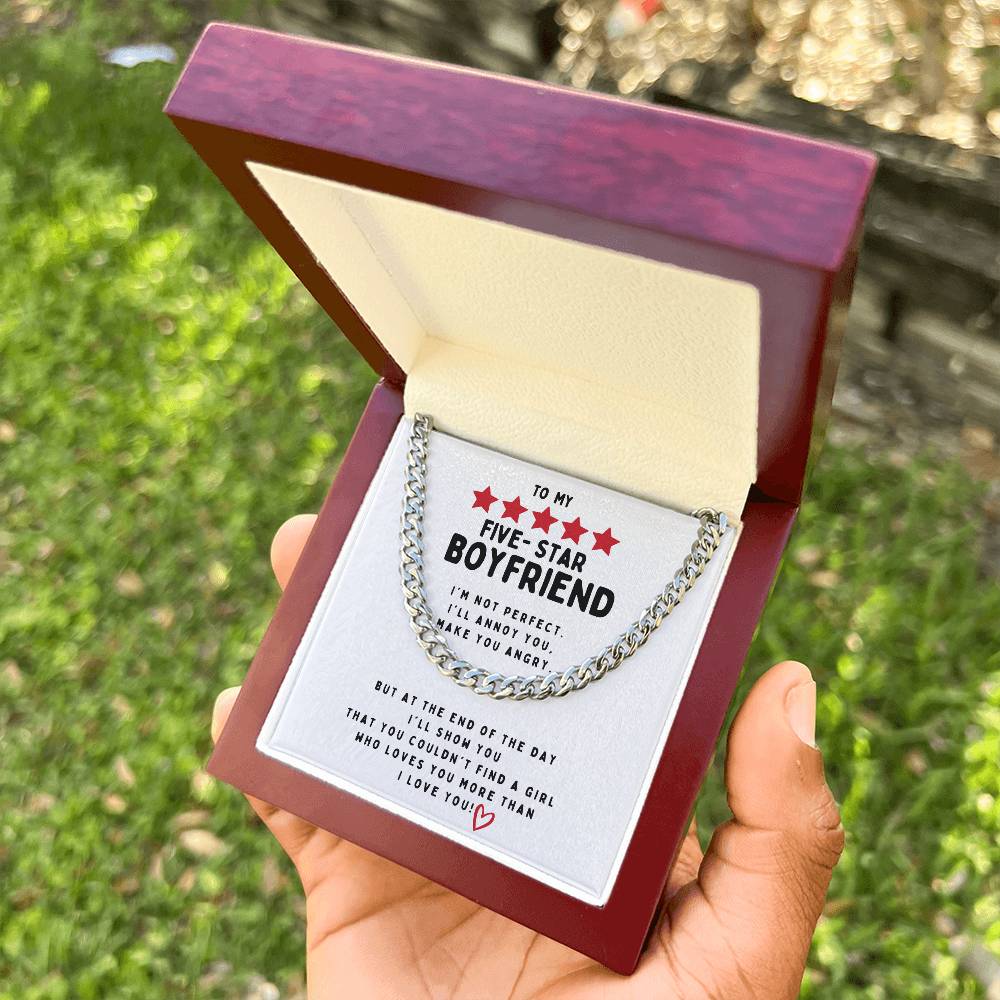 TO MY
FIVE- STAR
BOYFRIEND
I'M NOT PERFECT.
I'LL ANNOY YOU,
MAKE YOU ANGRY.
BUT AT THE END OF THE DAY
I'LL SHOW YOU
THAT YOU COULDN'T FIND A GIRL
WHO LOVES YOU MORE THAN
I LOVE YOU!